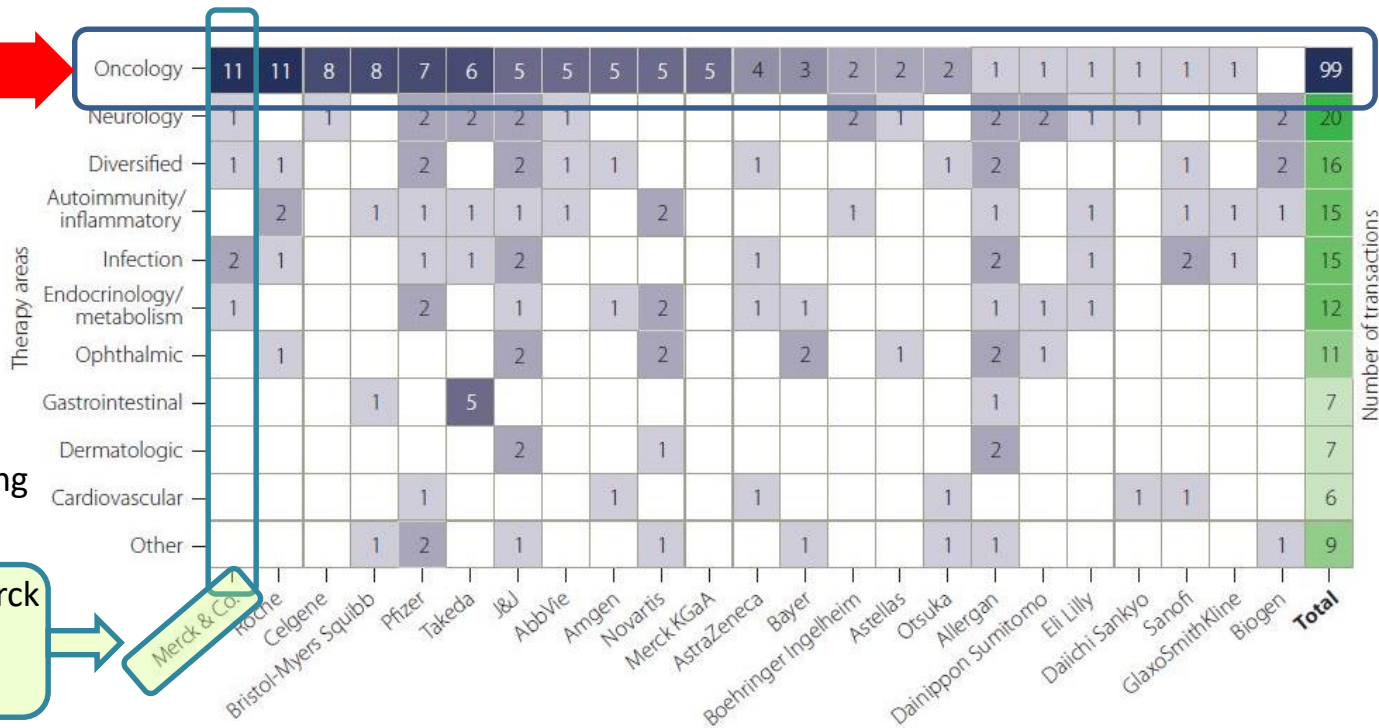 Oncology 11 11 8 8 7 6 5 5 5 5 5 4 3 2 2 2 1 1 1 1 1 1 99
Neurology 1 1 2 2 2 1 2 1 2 2 1 1 2 20
Diversified 1 1 2 2 1 1 1 1 2 1 2 16
Autoimmunity/
inflammatory 2 1 1 1 1 1 2 1 1 1 1 1 1 15
Infection 2 1 1 1 2 1 2 1 2 1 15
Endocrinology/
metabolism 1 2 1 1 2 1 1 1 1 1 12
Ophthalmic 1 2 2 2 1 2 1 11
Gastrointestinal 1 5 1 7
Dermatologic 2 1 2 7
ng
Cardiovascular 1 1 1 1 1 1 6
Other 1 2 1 1 1 1 1 1 9
Therapy areas
Number of transactions
rck
Merck & Co.
Roche
Celgene
Bristol-Myers Squibb
Pfizer
Takeda
J&J
AbbVie
Amgen
Novartis
Merck KGaA
AstraZeneca
Bayer
Boehringer Ingelheim
Astellas
Otsuka
Allergan
Dainippon Sumitomo
Eli Lilly
Daiichi Sankyo
Sanofi
GlaxoSmithKline
Biogen
Total